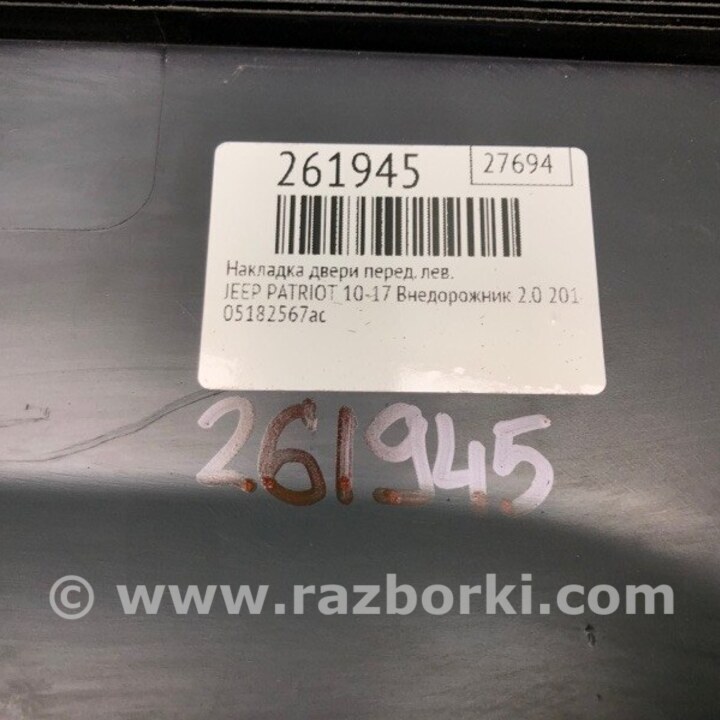 261945
27694
Накладка двери перед. лев.
JEEP PATRIOT 10-17 Внедорожник 2.0 201
05182567ac
261945
© www.razborki.com